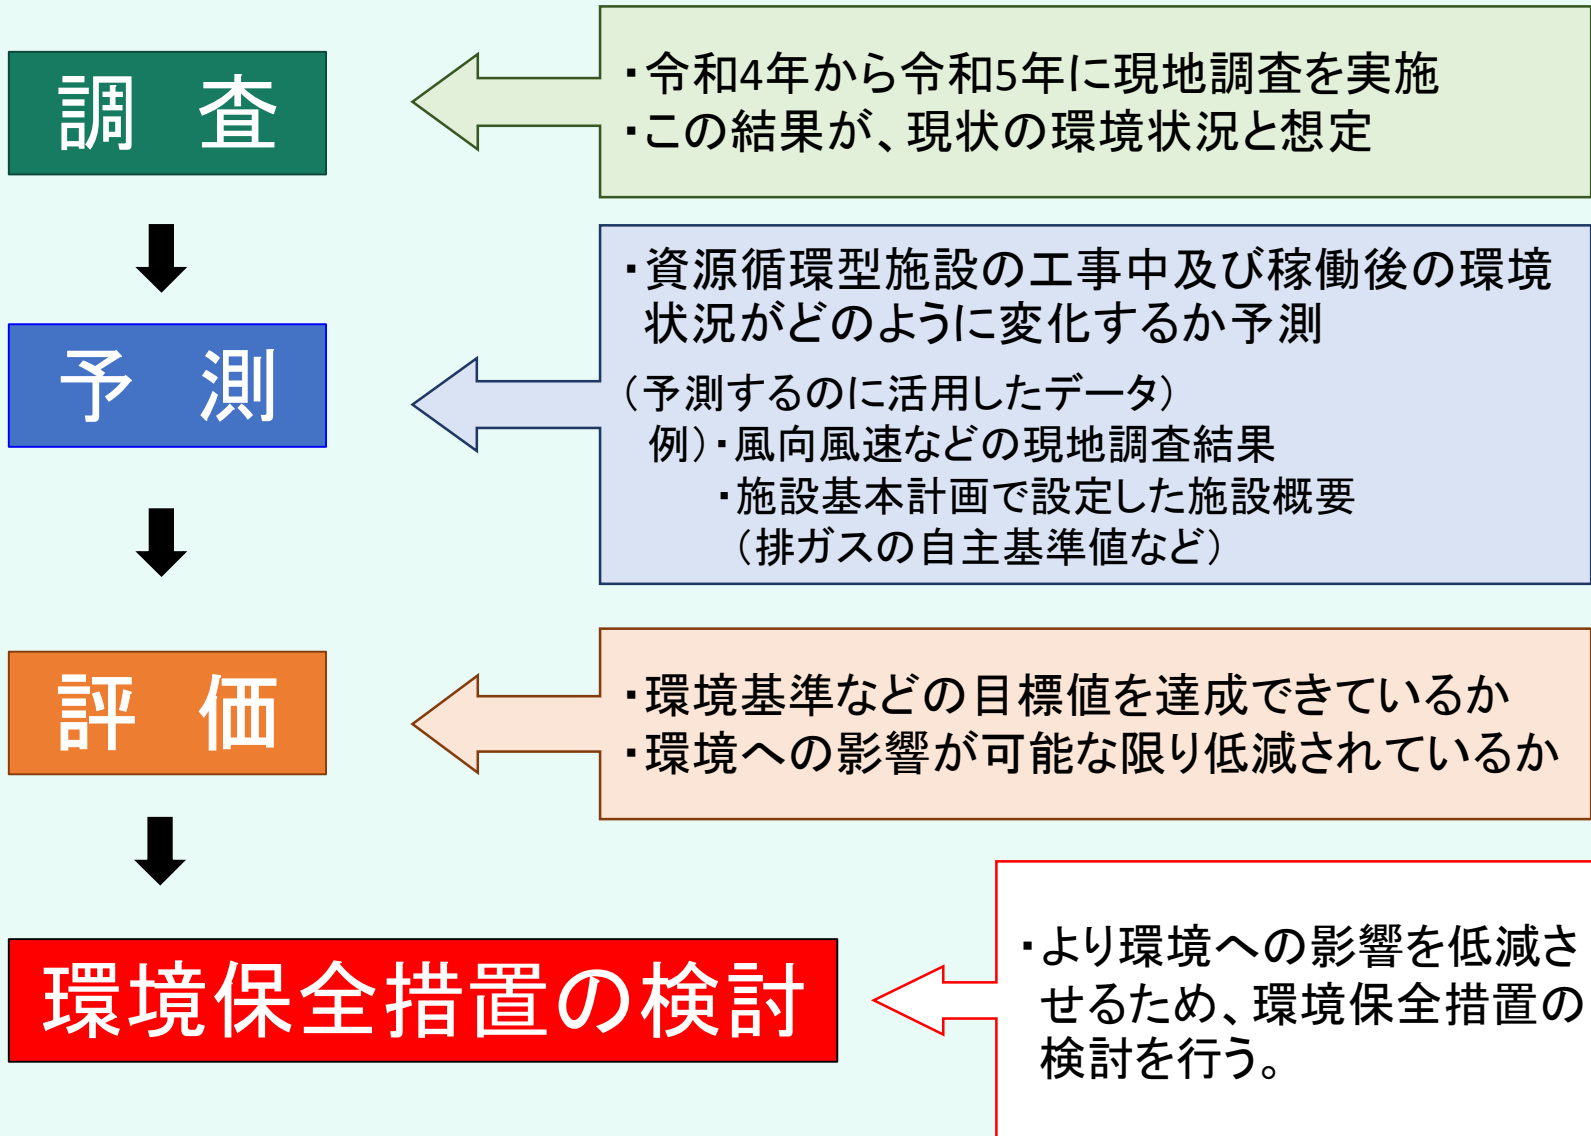 調 査
・令和4年から令和5年に現地調査を実施
・この結果が、現状の環境状況と想定
予 測
・資源循環型施設の工事中及び稼働後の環境
状況がどのように変化するか予測
(予測するのに活用したデータ)
例)・風向風速などの現地調査結果
・施設基本計画で設定した施設概要
(排ガスの自主基準値など)
評 価
・環境基準などの目標値を達成できているか
・環境への影響が可能な限り低減されているか
環境保全措置の検討
・より環境への影響を低減さ
せるため、環境保全措置の
検討を行う。